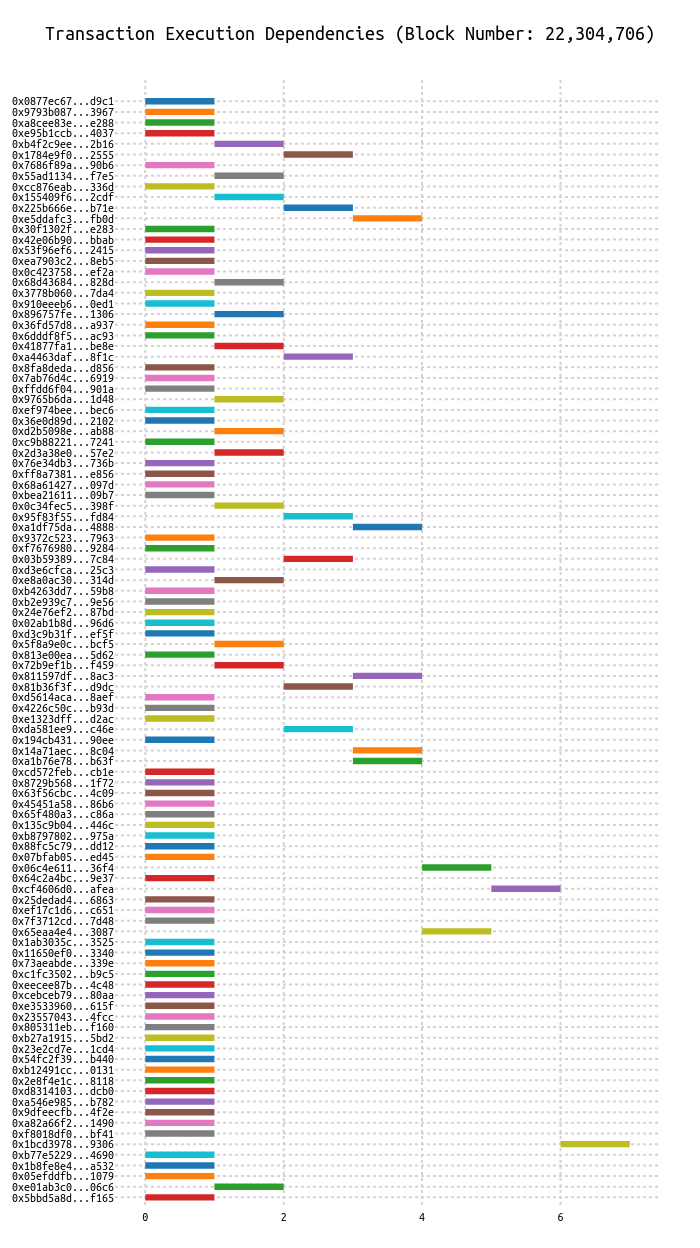 Transaction Execution Dependencies (Block Number: 22,304,706)
0x0877ec67...d9c1
0x9793b087...3967
0xa8cee83e...e288
0xe95b1ccb...4037
0xb4f2c9ee...2b16
0x1784e9f0...2555
0x7686f89a...90b6
0x55ad1134...f7e5
0xcc876eab...336d
0x155409f6...2cdf
0x225b666e...b71e
0xe5ddafc3...fb0d
0x30f1302f...e283
0x42e06b90...bbab
0x53f96ef6...2415
0xea7903c2...8eb5
0x0c423758...ef2a
0x68d43684...828d
0x3778b060...7da4
0x910eeeb6...0ed1
0x896757fe...1306
0x36fd57d8...a937
0x6dddf8f5...ac93
0x41877fa1...be8e
0xa4463daf...8f1c
0x8fa8deda...d856
0x7ab76d4c...6919
0xffdd6f04...901a
0x9765b6da...1d48
0xef974bee...bec6
0x36e0d89d...2102
0xd2b5098e...ab88
0xc9b88221...7241
0x2d3a38e0...57e2
0x76e34db3...736b
0xff8a7381...e856
0x68a61427...097d
0xbea21611...09b7
0x0c34fec5...398f
0x95f83f55...fd84
0xa1df75da...4888
0x9372c523...7963
0xf7676980...9284
0x03b59389...7c84
0xd3e6cfca...25c3
0xe8a0ac30...314d
0xb4263dd7...59b8
0xb2e939c7...9e56
0x24e76ef2...87bd
0x02ab1b8d...96d6
0xd3c9b31f...ef5f
0x5f8a9e0c...bcf5
0x813e00ea...5d62
0x72b9ef1b...f459
0x811597df...8ac3
0x81b36f3f...d9dc
0xd5614aca...8aef
0x4226c50c...b93d
0xe1323dff...d2ac
0xda581ee9...c46e
0x194cb431...90ee
0x14a71aec...8c04
0xa1b76e78...b63f
0xcd572feb...cb1e
0x8729b568...1f72
0x63f56cbc...4c09
0x45451a58...86b6
0x65f480a3...c86a
0x135c9b04...446c
0xb8797802...975a
0x88fc5c79...dd12
0x07bfab05...ed45
0x06c4e611...36f4
0x64c2a4bc...9e37
0xcf4606d0...afea
0x25dedad4...6863
0xef17c1d6...c651
0x7f3712cd...7d48
0x65eaa4e4...3087
0x1ab3035c...3525
0x11650ef0...3340
0x73aeabde...339e
0xc1fc3502...b9c5
0xeecee87b...4c48
0xcebceb79...80aa
0xe3533960...615f
0x23557043...4fcc
0x805311eb...f160
0xb27a1915...5bd2
0x23e2cd7e...1cd4
0x54fc2f39...b440
0xb12491cc...0131
0x2e8f4e1c...8118
0xd8314103...dcb0
0xa546e985...b782
0x9dfeecfb...4f2e
0xa82a66f2...1490
0xf8018df0...bf41
0x1bcd3978...9306
0xb77e5229...4690
0x1b8fe8e4...a532
0x05efddfb...1079
0xe01ab3c0...06c6
0x5bbd5a8d...f165
0 2 4 6